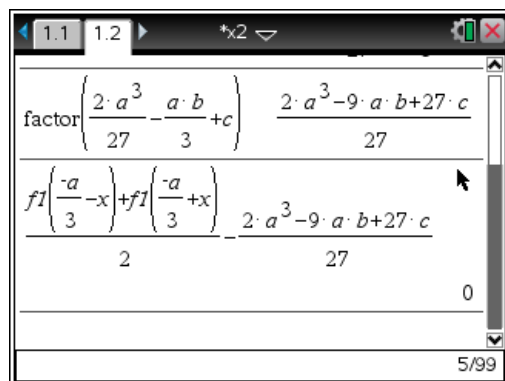 1.1 1.2 *x2
factor(2·a^3/27 - a·b/3 + c) (2·a^3-9·a·b+27·c)/27
(f1(-a/3-x)+f1(-a/3+x))/2 - (2·a^3-9·a·b+27·c)/27
0
5/99